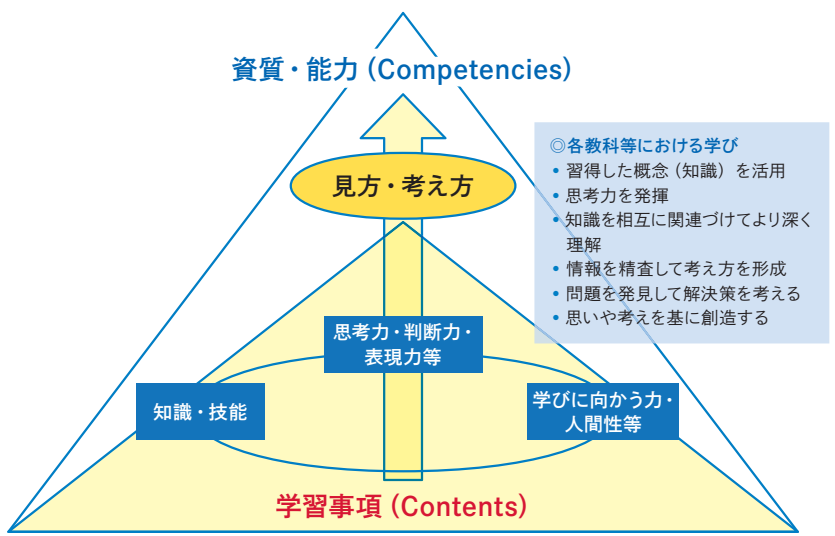 資質・能力 (Competencies)
見方・考え方
◎各教科等における学び
• 習得した概念（知識）を活用
• 思考力を発揮
• 知識を相互に関連づけてより深く
理解
• 情報を精査して考え方を形成
• 問題を発見して解決策を考える
• 思いや考えを基に創造する
思考力・判断力・
表現力等
知識・技能
学びに向かう力・
人間性等
学習事項 (Contents)